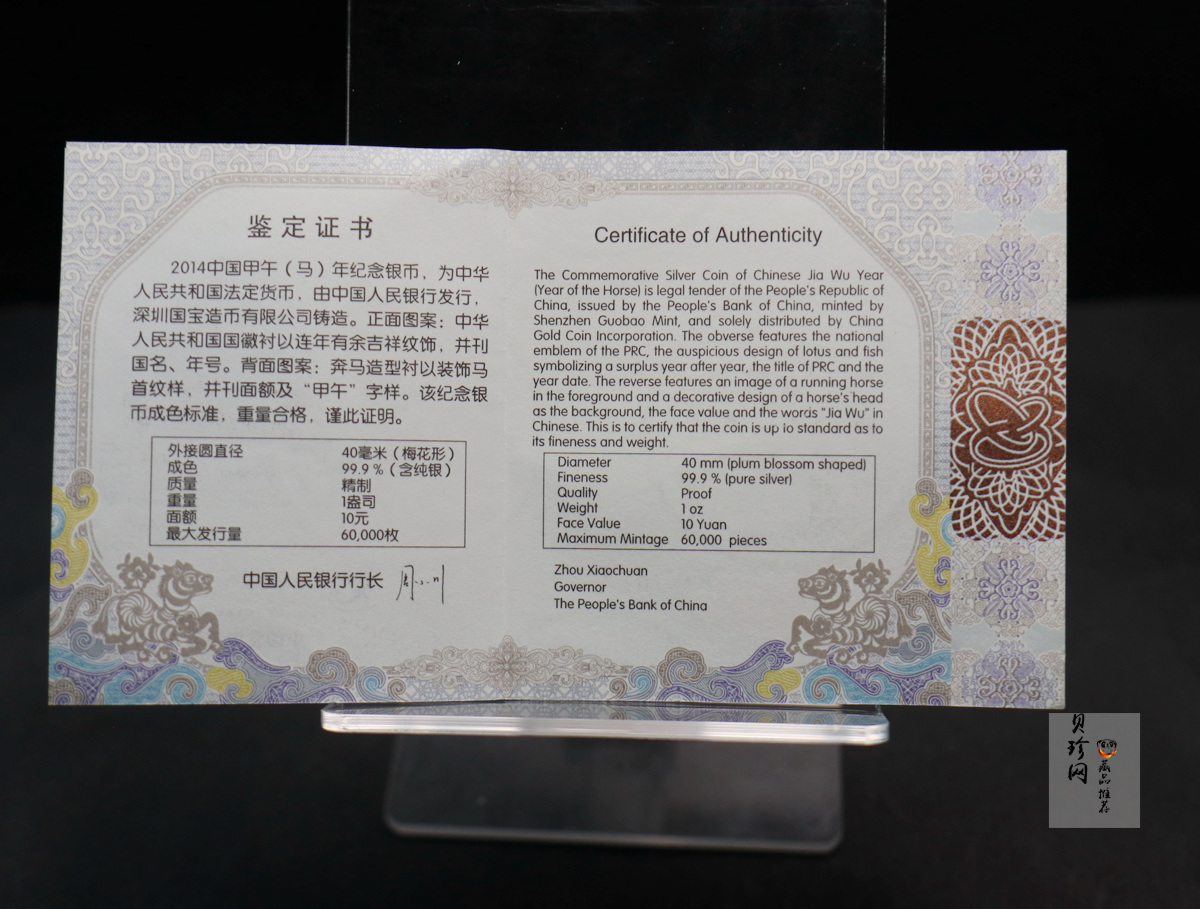 鉴定证书
2014中国甲午（马）年纪念银币，为中华
人民共和国法定货币，由中国人民银行发行，
深圳国宝造币有限公司铸造。正面图案：中华
人民共和国国徽衬以连年有余吉祥纹饰，并刊
国名、年号。背面图案：奔马造型衬以装饰马
首纹样，并刊面额及“甲午”字样。该纪念银
币成色标准，重量合格，谨此证明。
外接圆直径 40毫米（梅花形）
成色 99.9％（含纯银）
质量 精制
重量 1盎司
面额 10元
最大发行量 60,000枚
中国人民银行行长
Certificate of Authenticity
The Commemorative Silver Coin of Chinese Jia Wu Year
(Year of the Horse) is legal tender of the People's Republic of
China, issued by the People's Bank of China, minted by
Shenzhen Guobao Mint, and solely distributed by China
Gold Coin Incorporation. The obverse features the national
emblem of the PRC, the auspicious design of lotus and fish
symbolizing a surplus year after year, the title of PRC and the
year date. The reverse features an image of a running horse
in the foreground and a decorative design of a horse's head
as the background, the face value and the words "Jia Wu" in
Chinese. This is to certify that the coin is up to standard as to
its fineness and weight.
Diameter 40 mm (plum blossom shaped)
Fineness 99.9 % (pure silver)
Quality Proof
Weight 1 oz
Face Value 10 Yuan
Maximum Mintage 60,000 pieces
Zhou Xiaochuan
Governor
The People's Bank of China
贝珍网
藏品推荐